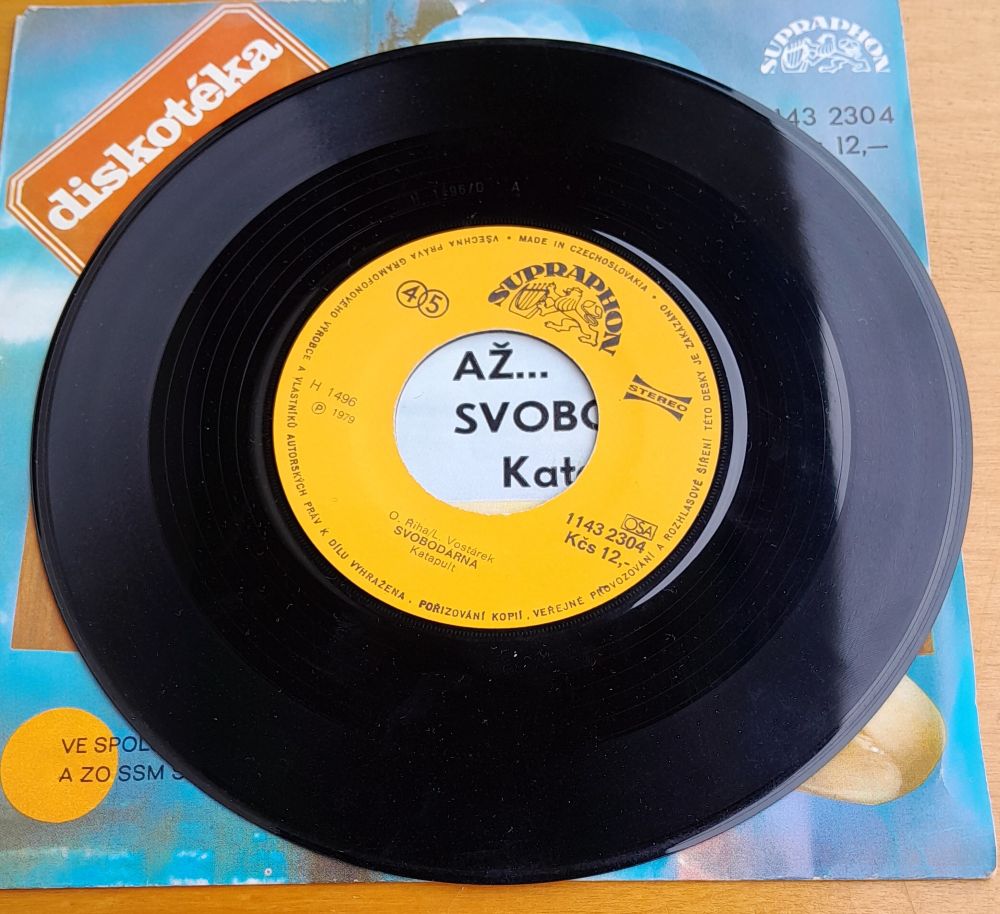 diskotéka
SUPRAPHON
143 2304
12,–
A
MADE IN CZECHOSLOVAKIA • POŘIZOVÁNÍ KOPIÍ, VEŘEJNÉ PROVOZOVÁNÍ A ROZHLASOVÉ ŠÍŘENÍ TÉTO DESKY JE ZAKÁZÁNO •
VŠECHNA PRÁVA GRAMOFONOVÉHO VÝROBCE A VLASTNÍKŮ AUTORSKÝCH PRÁV K DÍLU VYHRAŽENA •
45
SUPRAPHON
STEREO
H 1496
Ⓟ 1979
AŽ...
SVOBO
Kata
O. Říha/L. Vostárek
SVOBODÁRNA
Katapult
OSA
1143 2304
Kčs 12,-
VE SPOL
A ZO SSM